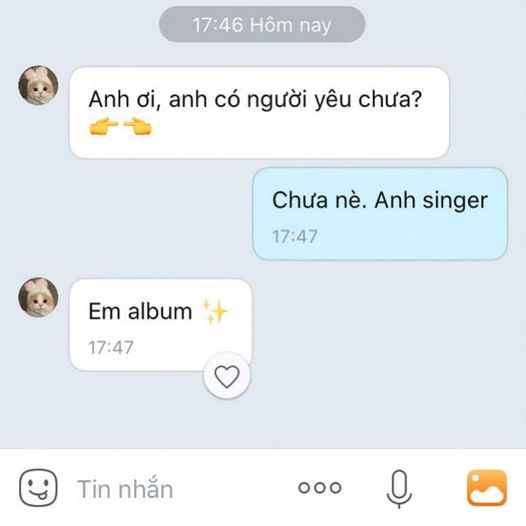 17:46 Hôm nay
Anh ơi, anh có người yêu chưa?
👉👈
Chưa nè. Anh singer
17:47
Em album ✨
17:47
Tin nhắn